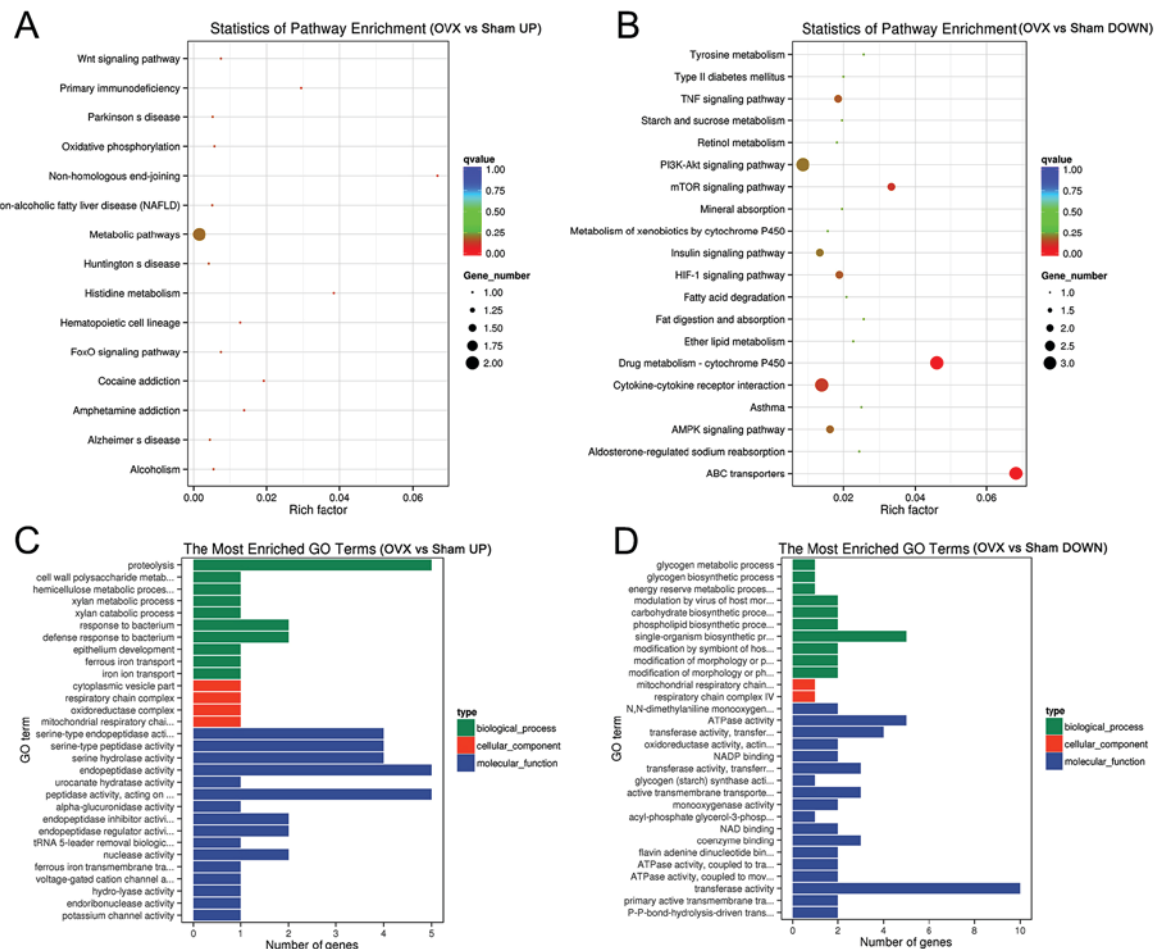 A
Statistics of Pathway Enrichment (OVX vs Sham UP)
Wnt signaling pathway
Primary immunodeficiency
Parkinson s disease
Oxidative phosphorylation
Non-homologous end-joining
on-alcoholic fatty liver disease (NAFLD)
Metabolic pathways
Huntington s disease
Histidine metabolism
Hematopoietic cell lineage
FoxO signaling pathway
Cocaine addiction
Amphetamine addiction
Alzheimer s disease
Alcoholism
0.00 0.02 0.04 0.06
Rich factor
qvalue
1.00
0.75
0.50
0.25
0.00
Gene_number
1.00
1.25
1.50
1.75
2.00
B
Statistics of Pathway Enrichment (OVX vs Sham DOWN)
Tyrosine metabolism
Type II diabetes mellitus
TNF signaling pathway
Starch and sucrose metabolism
Retinol metabolism
PI3K-Akt signaling pathway
mTOR signaling pathway
Mineral absorption
Metabolism of xenobiotics by cytochrome P450
Insulin signaling pathway
HIF-1 signaling pathway
Fatty acid degradation
Fat digestion and absorption
Ether lipid metabolism
Drug metabolism - cytochrome P450
Cytokine-cytokine receptor interaction
Asthma
AMPK signaling pathway
Aldosterone-regulated sodium reabsorption
ABC transporters
0.02 0.04 0.06
Rich factor
qvalue
1.00
0.75
0.50
0.25
0.00
Gene_number
1.0
1.5
2.0
2.5
3.0
C
The Most Enriched GO Terms (OVX vs Sham UP)
GO term
proteolysis
cell wall polysaccharide metab...
hemicellulose metabolic proces...
xylan metabolic process
xylan catabolic process
response to bacterium
defense response to bacterium
epithelium development
ferrous iron transport
iron ion transport
cytoplasmic vesicle part
respiratory chain complex
oxidoreductase complex
mitochondrial respiratory chai...
serine-type endopeptidase acti...
serine-type peptidase activity
serine hydrolase activity
endopeptidase activity
urocanate hydratase activity
peptidase activity, acting on ...
alpha-glucuronidase activity
endopeptidase inhibitor activi...
endopeptidase regulator activi...
tRNA 5-leader removal biologic...
nuclease activity
ferrous iron transmembrane tra...
voltage-gated cation channel a...
hydro-lyase activity
endoribonuclease activity
potassium channel activity
0 1 2 3 4 5
Number of genes
type
biological_process
cellular_component
molecular_function
D
The Most Enriched GO Terms (OVX vs Sham DOWN)
GO term
glycogen metabolic process
glycogen biosynthetic process
energy reserve metabolic proces...
modulation by virus of host mor...
carbohydrate biosynthetic proce...
phospholipid biosynthetic proce...
single-organism biosynthetic pr...
modification by symbiont of hos...
modification of morphology or p...
modification of morphology or ph...
mitochondrial respiratory chain...
respiratory chain complex IV
N,N-dimethylaniline monooxygen...
ATPase activity
transferase activity, transfer...
oxidoreductase activity, actin...
NADP binding
transferase activity, transferr...
glycogen (starch) synthase acti...
active transmembrane transporte...
monooxygenase activity
acyl-phosphate glycerol-3-phosp...
NAD binding
coenzyme binding
flavin adenine dinucleotide bin...
ATPase activity, coupled to tra...
ATPase activity, coupled to mov...
transferase activity
primary active transmembrane tra...
P-P-bond-hydrolysis-driven trans...
0 2 4 6 8 10
Number of genes
type
biological_process
cellular_component
molecular_function